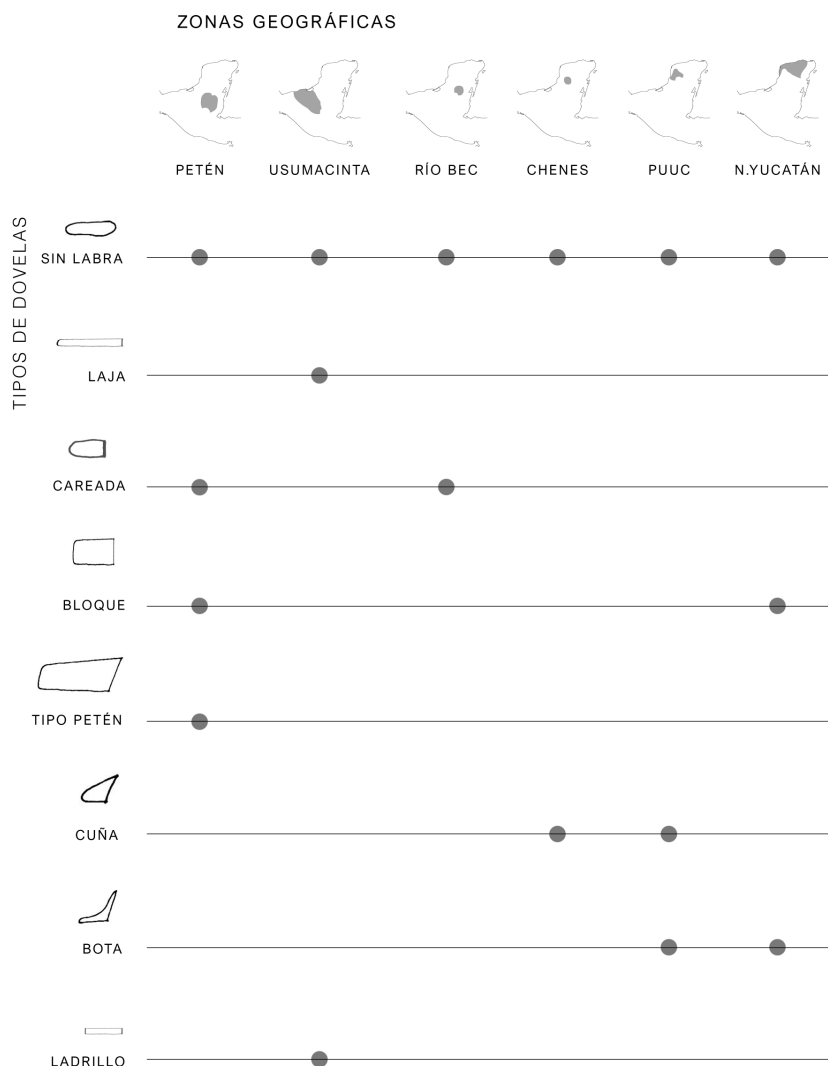 ZONAS GEOGRÁFICAS
PETÉN USUMACINTA RÍO BEC CHENES PUUC N.YUCATÁN
TIPOS DE DOVELAS
SIN LABRA
LAJA
CAREADA
BLOQUE
TIPO PETÉN
CUÑA
BOTA
LADRILLO